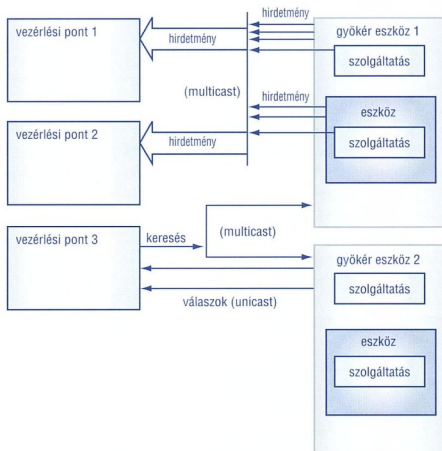 vezérlési pont 1
hirdetmény
hirdetmény
gyökér eszköz 1
szolgáltatás
(multicast)
hirdetmény
eszköz
szolgáltatás
vezérlési pont 2
hirdetmény
vezérlési pont 3
keresés
(multicast)
gyökér eszköz 2
szolgáltatás
válaszok (unicast)
eszköz
szolgáltatás